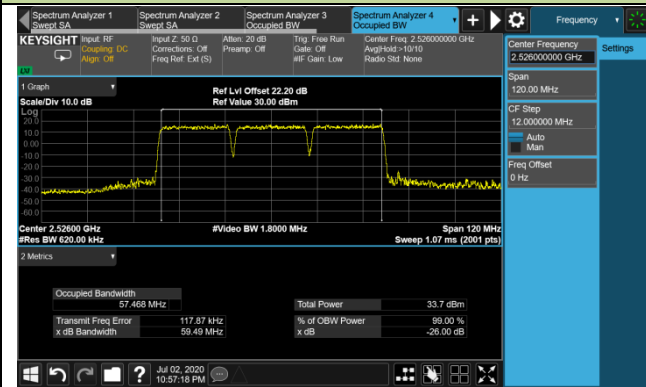 Spectrum Analyzer 1
Swept SA
Spectrum Analyzer 2
Swept SA
Spectrum Analyzer 3
Occupied BW
Spectrum Analyzer 4
Occupied BW
Frequency
KEYSIGHT
Input: RF
Coupling: DC
Align: Off
Input Z: 50 Ω
Corrections: Off
Freq Ref: Ext (S)
Atten: 20 dB
Preamp: Off
Trig: Free Run
Gate: Off
#IF Gain: Low
Center Freq: 2.526000000 GHz
Avg|Hold:>10/10
Radio Std: None
LV
Center Frequency
2.526000000 GHz
Settings
Span
120.00 MHz
CF Step
12.000000 MHz
Auto
Man
Freq Offset
0 Hz
1 Graph
Scale/Div 10.0 dB
Ref Lvl Offset 22.20 dB
Ref Value 30.00 dBm
Log
20.0
10.0
0.00
-10.0
-20.0
-30.0
-40.0
-50.0
-60.0
Center 2.52600 GHz
#Res BW 620.00 kHz
#Video BW 1.8000 MHz
Span 120 MHz
Sweep 1.07 ms (2001 pts)
2 Metrics
Occupied Bandwidth
57.468 MHz
Total Power
33.7 dBm
Transmit Freq Error
117.87 kHz
% of OBW Power
99.00 %
x dB Bandwidth
59.49 MHz
x dB
-26.00 dB
Jul 02, 2020
10:57:18 PM